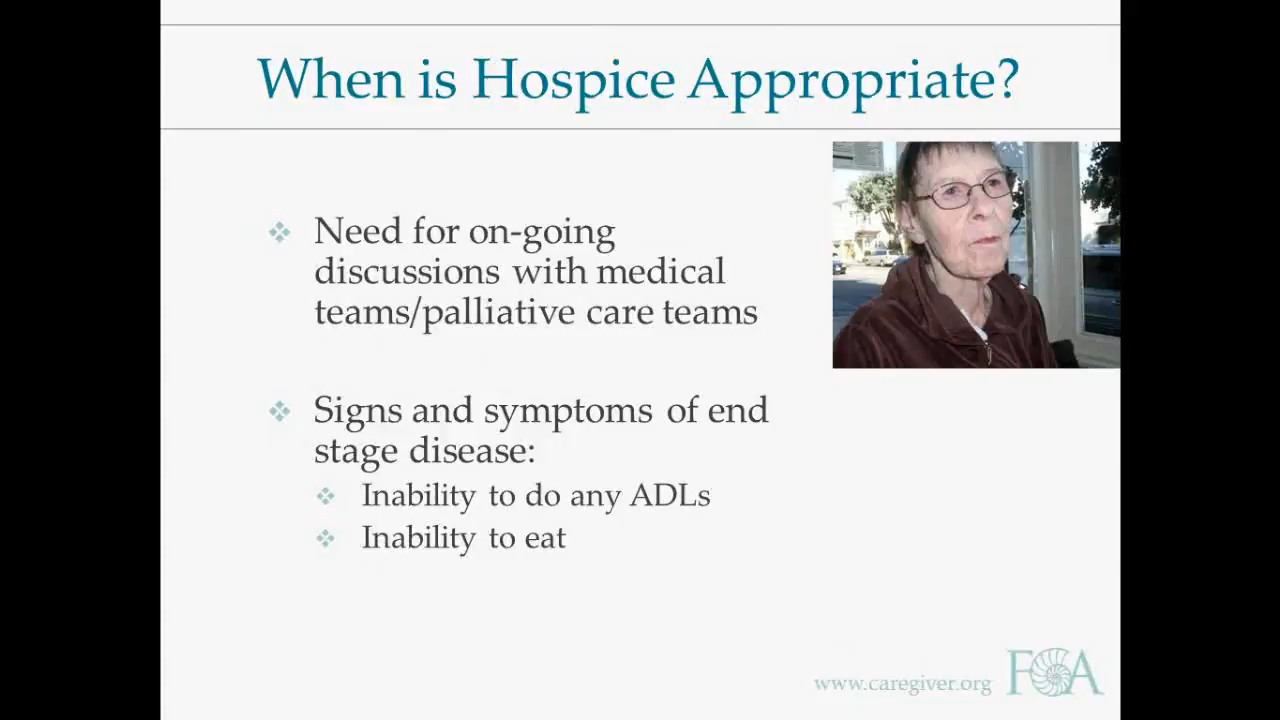 When is Hospice Appropriate?
Need for on-going
discussions with medical
teams/palliative care teams
Signs and symptoms of end
stage disease:
Inability to do any ADLs
Inability to eat
www.caregiver.org
FCA